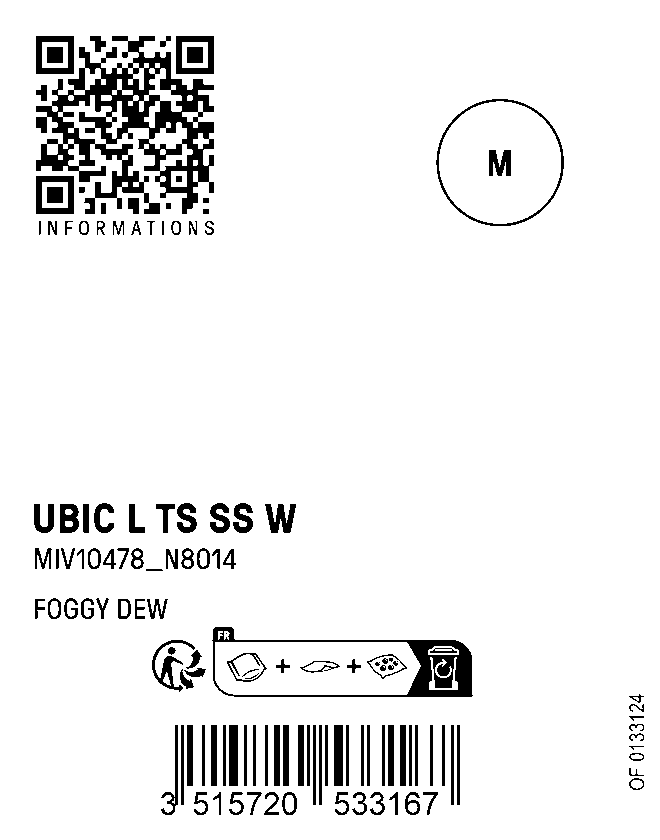 INFORMATIONS
M
UBIC L TS SS W
MIV10478_N8014
FOGGY DEW
FR
3 515720 533167
OF 0133124